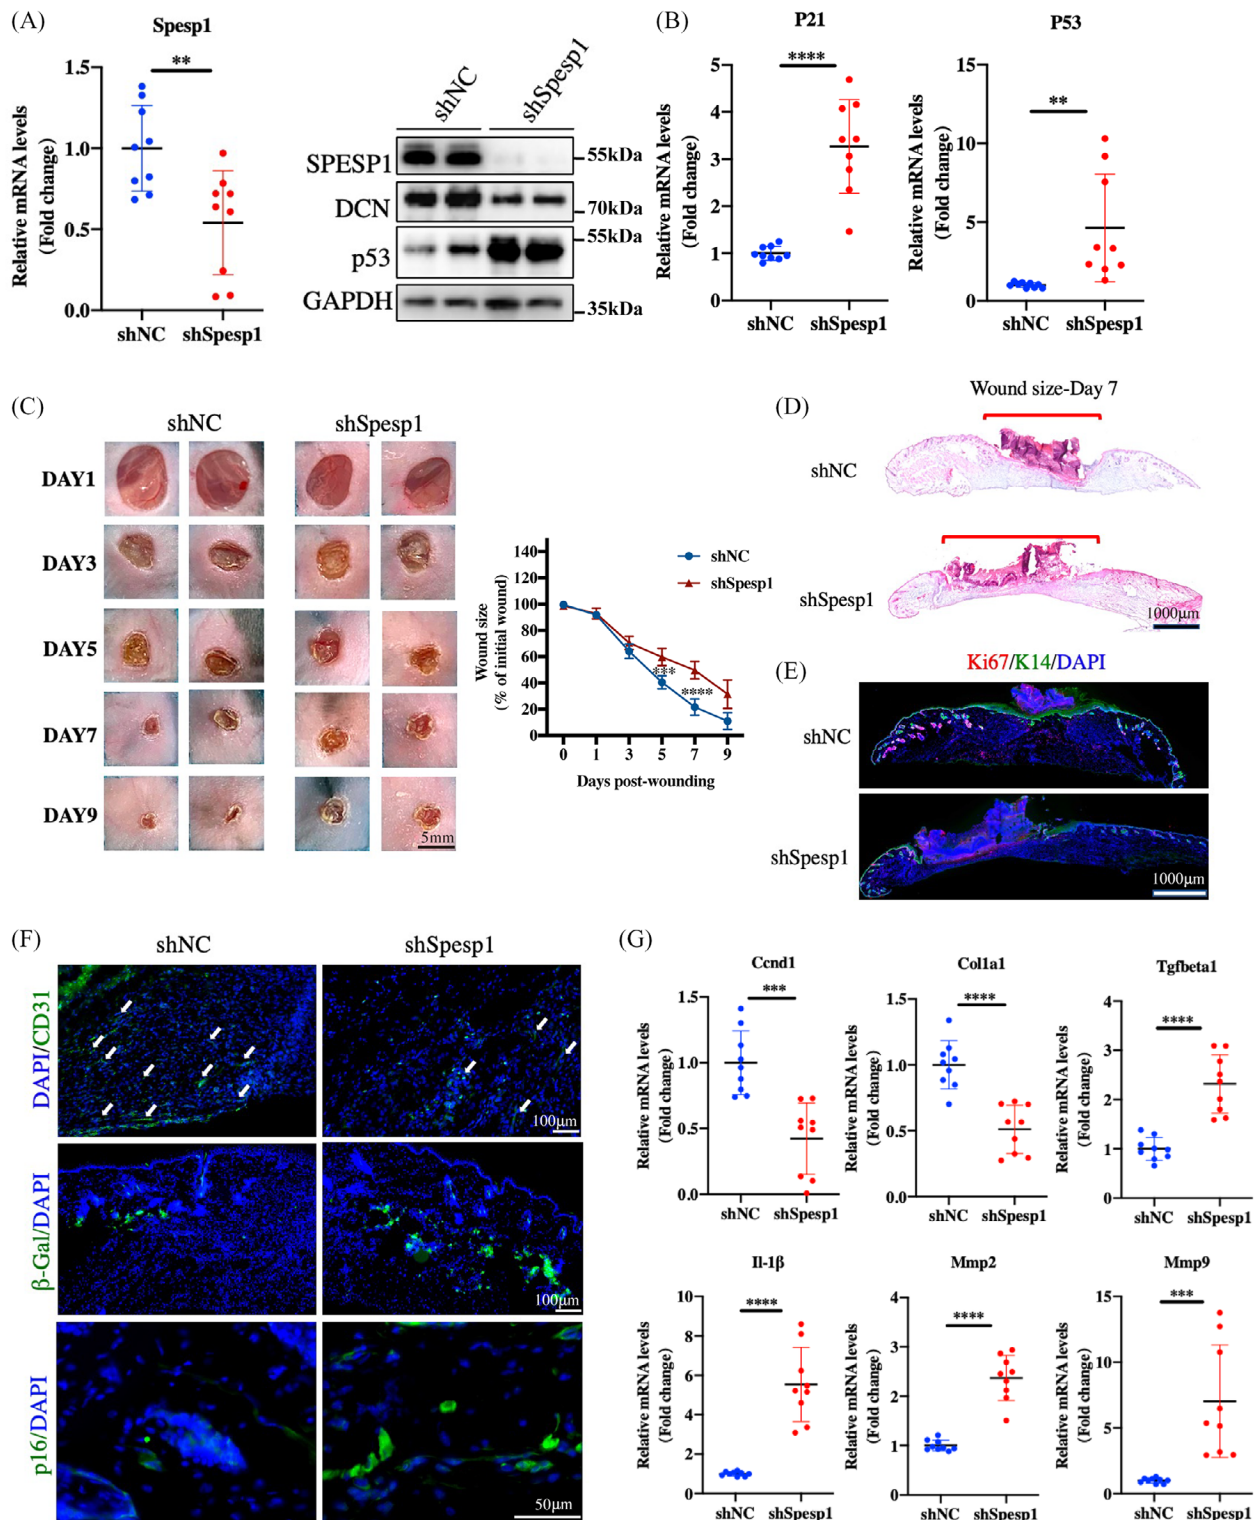 (A)
Spesp1
**
Relative mRNA levels
(Fold change)
1.5
1.0
0.5
0.0
shNC
shSpesp1
shNC
shSpesp1
SPESP1
55kDa
DCN
70kDa
p53
55kDa
GAPDH
35kDa
(B)
P21
****
Relative mRNA levels
(Fold change)
5
4
3
2
1
0
shNC
shSpesp1
P53
**
Relative mRNA levels
(Fold change)
15
10
5
0
shNC
shSpesp1
(C)
shNC
shSpesp1
DAY1
DAY3
DAY5
DAY7
DAY9
5mm
Wound size
(% of initial wound)
140
120
100
80
60
40
20
0
shNC
shSpesp1
***
****
0 1 3 5 7 9
Days post-wounding
(D)
Wound size-Day 7
shNC
shSpesp1
1000μm
(E)
Ki67/K14/DAPI
shNC
shSpesp1
1000μm
(F)
shNC
shSpesp1
DAPI/CD31
100μm
β-Gal/DAPI
100μm
p16/DAPI
50μm
(G)
Ccnd1
***
Relative mRNA levels
(Fold change)
1.5
1.0
0.5
0.0
shNC
shSpesp1
Col1a1
****
Relative mRNA levels
(Fold change)
1.5
1.0
0.5
0.0
shNC
shSpesp1
Tgfbeta1
****
Relative mRNA levels
(Fold change)
4
3
2
1
0
shNC
shSpesp1
Il-1β
****
Relative mRNA levels
(Fold change)
10
8
6
4
2
0
shNC
shSpesp1
Mmp2
****
Relative mRNA levels
(Fold change)
4
3
2
1
0
shNC
shSpesp1
Mmp9
***
Relative mRNA levels
(Fold change)
15
10
5
0
shNC
shSpesp1